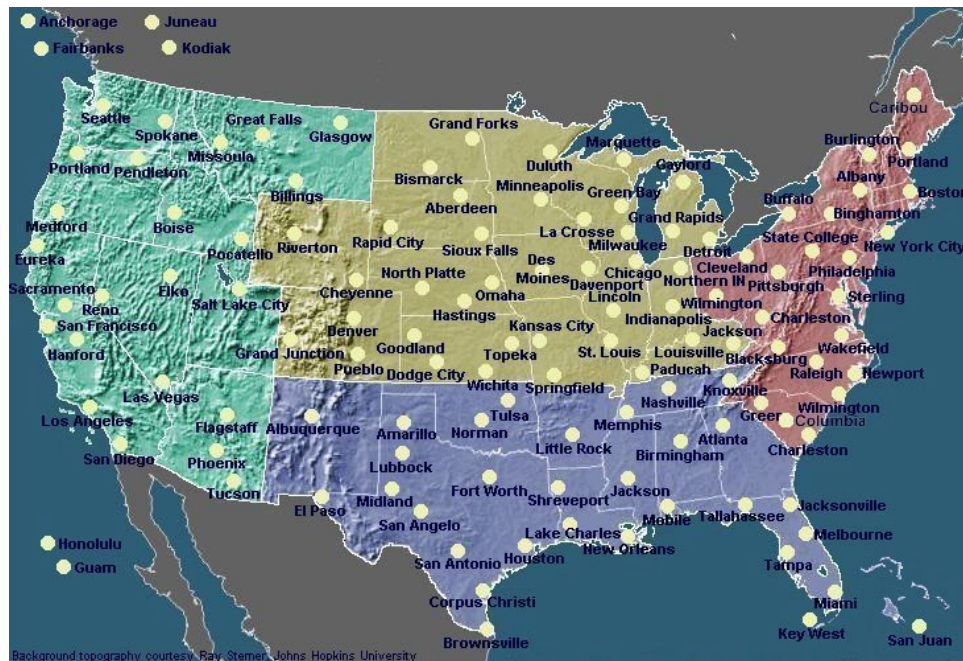 Anchorage
Juneau
Fairbanks
Kodiak
Caribou
Seattle
Spokane
Great Falls
Glasgow
Grand Forks
Marquette
Burlington
Portland
Missoula
Portland
Pendleton
Duluth
Gaylord
Albany
Boston
Bismarck
Minneapolis
Green Bay
Billings
Aberdeen
Buffalo
Binghamton
Medford
Boise
Grand Rapids
La Crosse
State College
New York City
Eureka
Pocatello
Riverton
Rapid City
Sioux Falls
Milwaukee
Detroit
Des
Moines
Chicago
Cleveland
Philadelphia
Sacramento
Reno
Elko
Salt Lake City
Cheyenne
North Platte
Omaha
Davenport
Northern IN
Pittsburgh
Lincoln
Wilmington
Sterling
San Francisco
Hastings
Indianapolis
Charleston
Denver
Kansas City
Jackson
Wakefield
Hanford
Grand Junction
Goodland
Topeka
St. Louis
Louisville
Blacksburg
Pueblo
Dodge City
Paducah
Raleigh
Newport
Wichita
Springfield
Knoxville
Las Vegas
Nashville
Wilmington
Los Angeles
Flagstaff
Albuquerque
Amarillo
Tulsa
Norman
Memphis
Greer
Columbia
Little Rock
Atlanta
Birmingham
Charleston
San Diego
Phoenix
Lubbock
Tucson
Midland
Fort Worth
Shreveport
Jackson
El Paso
San Angelo
Mobile
Tallahassee
Jacksonville
Lake Charles
Melbourne
Honolulu
New Orleans
Houston
San Antonio
Tampa
Guam
Corpus Christi
Miami
Key West
San Juan
Brownsville
Background topography courtesy Ray Sterner, Johns Hopkins University